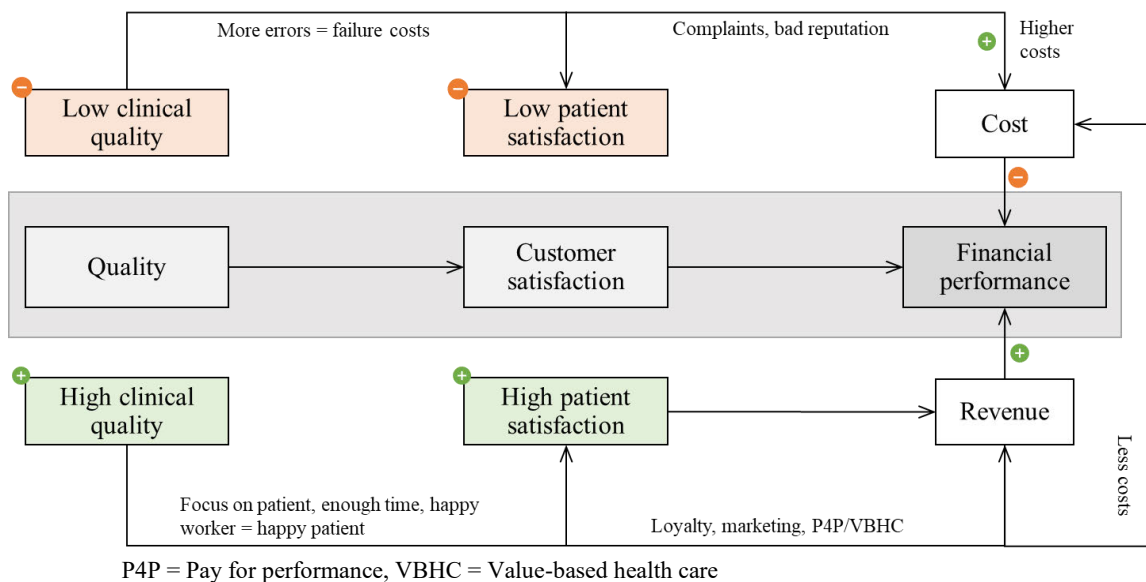 More errors = failure costs
Complaints, bad reputation
+
Higher
costs
−
Low clinical
quality
−
Low patient
satisfaction
Cost
−
Quality
Customer
satisfaction
Financial
performance
+
+
High clinical
quality
+
High patient
satisfaction
Revenue
Less costs
Focus on patient, enough time, happy
worker = happy patient
Loyalty, marketing, P4P/VBHC
P4P = Pay for performance, VBHC = Value-based health care